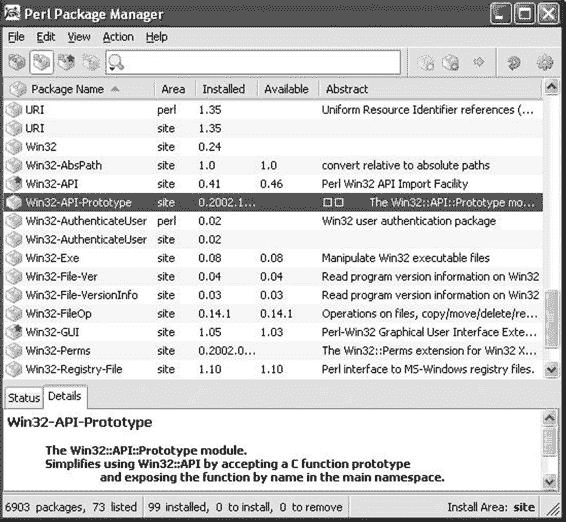 Perl Package Manager
File Edit View Action Help
Package Name Area Installed Available Abstract
URI perl 1.35 Uniform Resource Identifier references (...
URI site 1.35
Win32 site 0.24
Win32-AbsPath site 1.0 1.0 convert relative to absolute paths
Win32-API site 0.41 0.46 Perl Win32 API Import Facility
Win32-API-Prototype site 0.2002.1... The Win32::API::Prototype mo...
Win32-AuthenticateUser perl 0.02 Win32 user authentication package
Win32-AuthenticateUser site 0.02
Win32-Exe site 0.08 0.08 Manipulate Win32 executable files
Win32-File-Ver site 0.04 0.04 Read program version information on Win32
Win32-File-VersionInfo site 0.03 0.03 Read program version information on Win32
Win32-FileOp site 0.14.1 0.14.1 Operations on files, copy/move/delete/re...
Win32-GUI site 1.05 1.03 Perl-Win32 Graphical User Interface Exte...
Win32-Perms site 0.2002.0... The Win32::Perms extension for Win32 X...
Win32-Registry-File site 1.10 1.10 Perl interface to MS-Windows registry files.
Status Details
Win32-API-Prototype
The Win32::API::Prototype module.
Simplifies using Win32::API by accepting a C function prototype
and exposing the function by name in the main namespace.
6903 packages, 73 listed 99 installed, 0 to install, 0 to remove Install Area: site